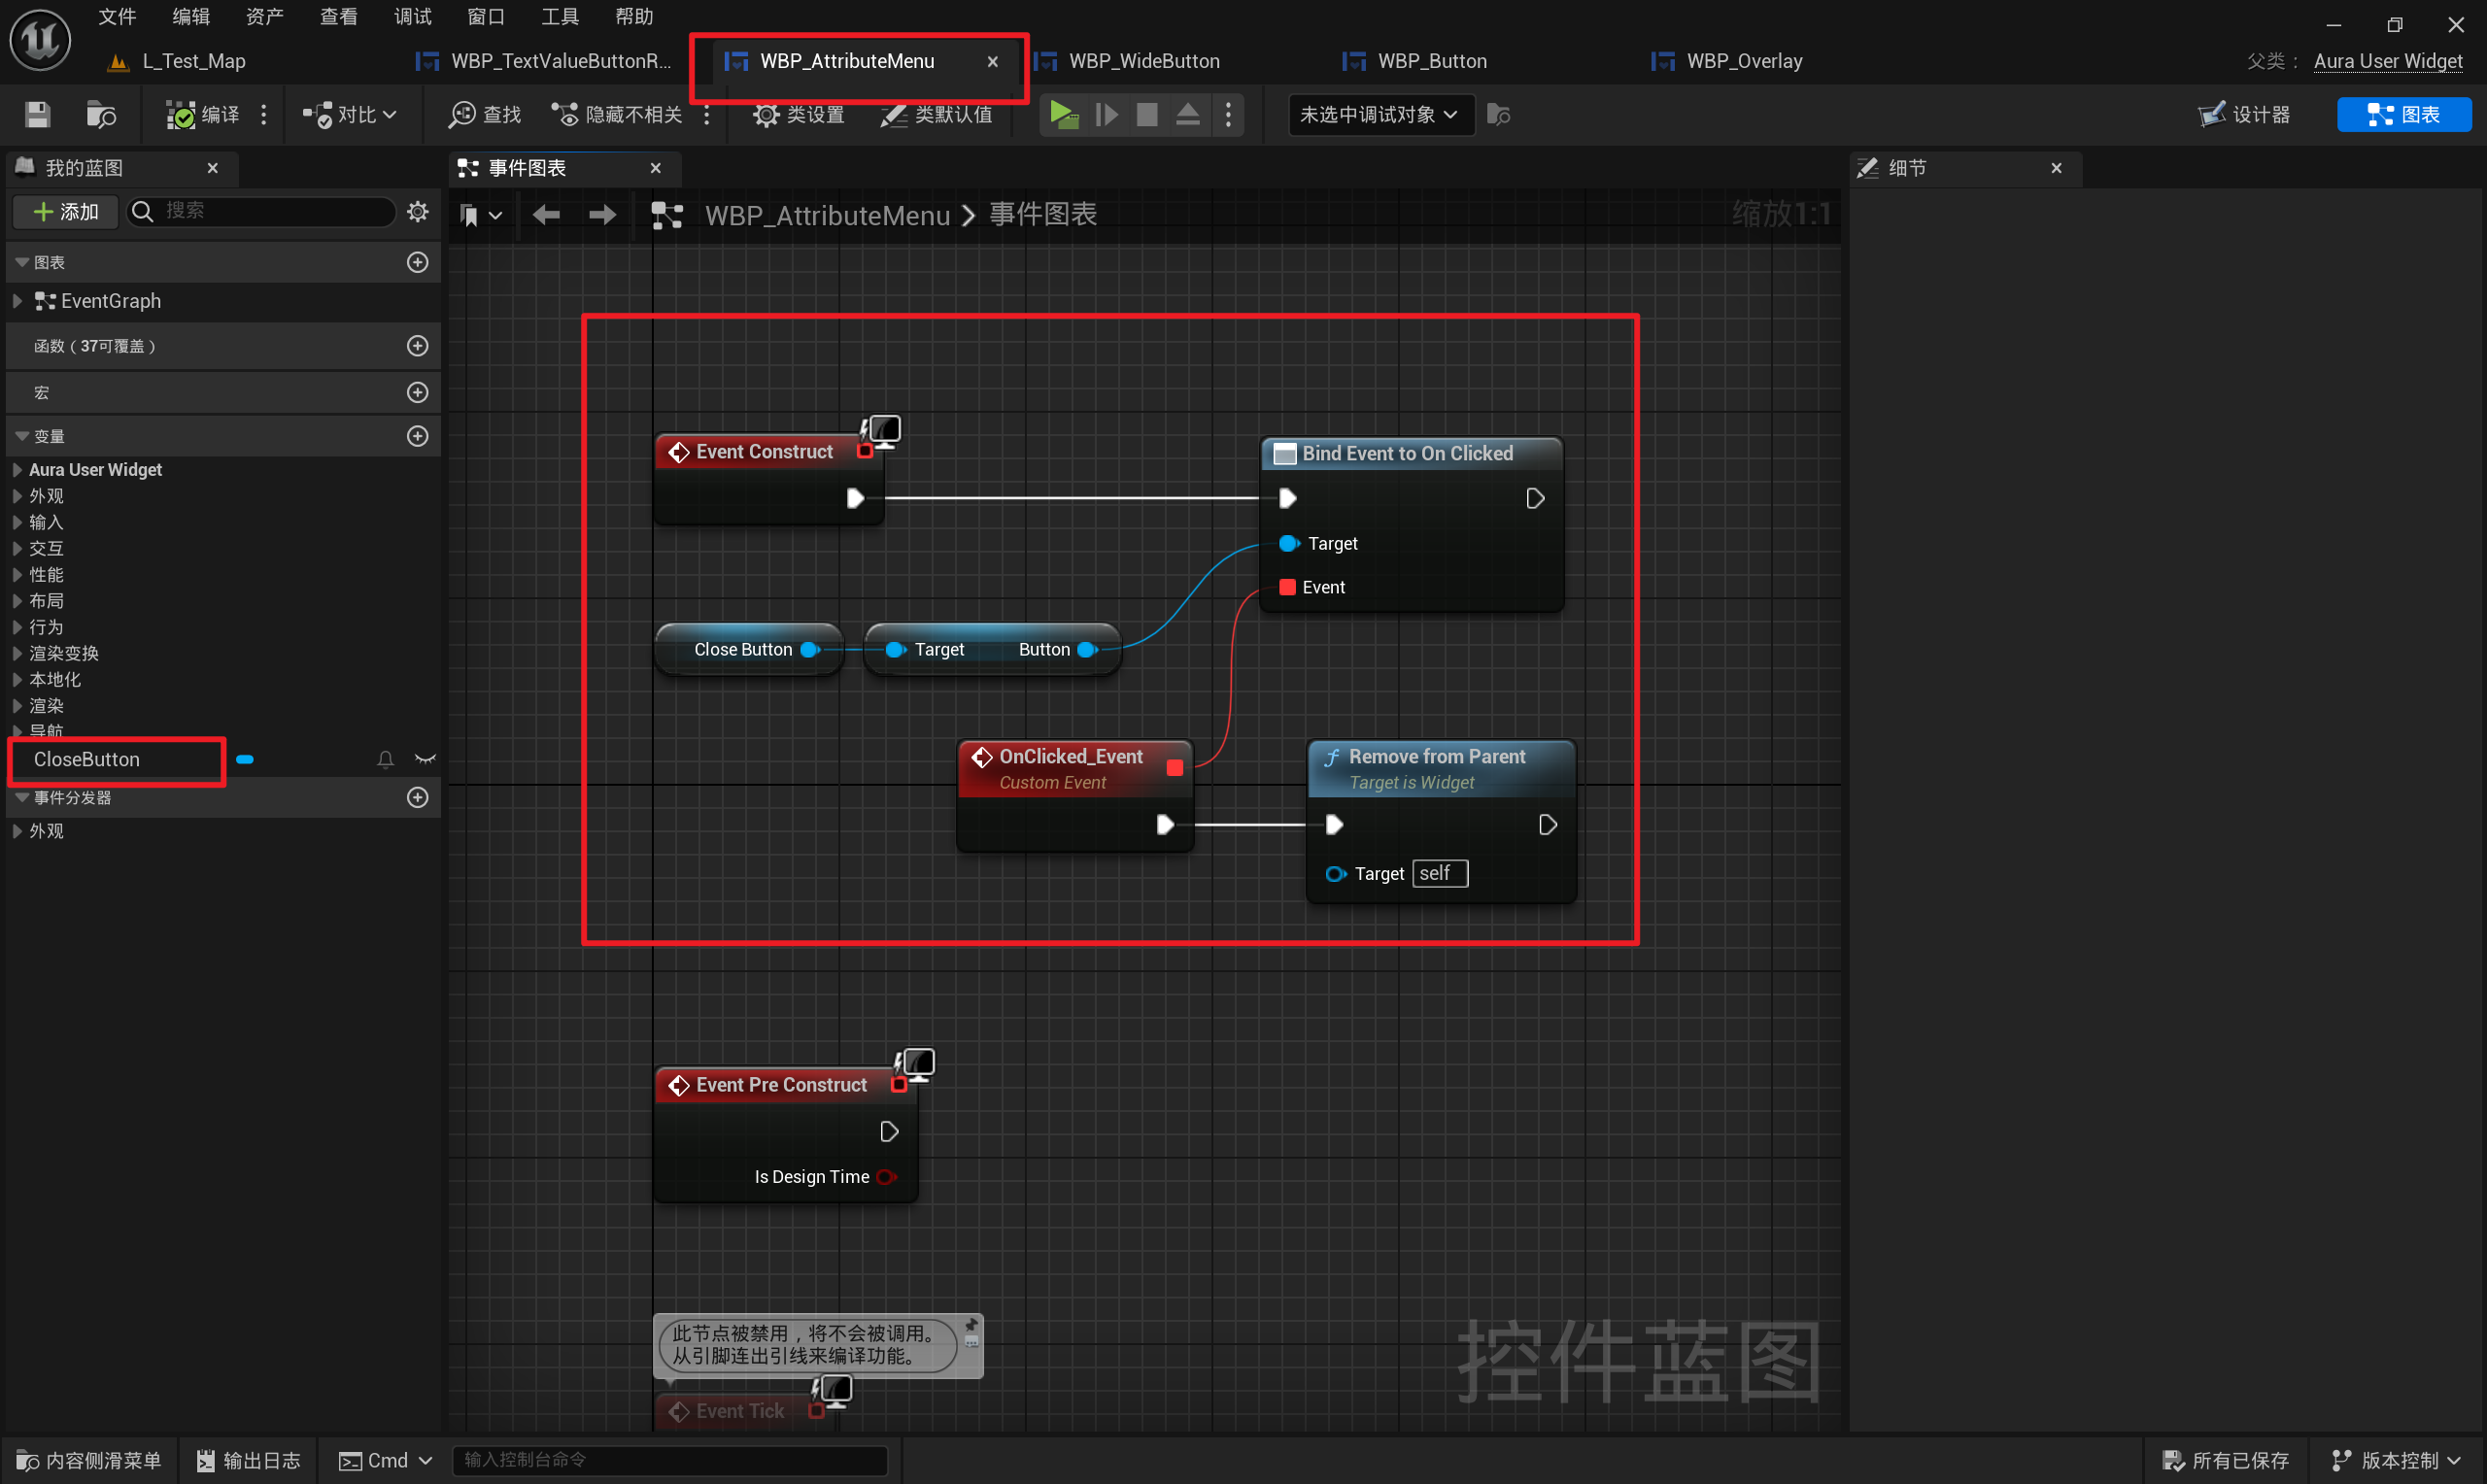 文件 编辑 资产 查看 调试 窗口 工具 帮助
L_Test_Map WBP_TextValueButtonR... WBP_AttributeMenu WBP_WideButton WBP_Button WBP_Overlay 父类： Aura User Widget
编译 对比 查找 隐藏不相关 类设置 类默认值 未选中调试对象 设计器 图表
我的蓝图 事件图表 细节
添加 搜索 WBP_AttributeMenu 事件图表 缩放1:1
图表
EventGraph
函数（37可覆盖）
宏
变量
Aura User Widget
外观
输入
交互
性能
布局
行为
渲染变换
本地化
渲染
导航
CloseButton
事件分发器
外观
Event Construct
Bind Event to On Clicked
Target
Event
Close Button
Target Button
OnClicked_Event
Custom Event
Remove from Parent
Target is Widget
Target self
Event Pre Construct
Is Design Time
此节点被禁用，将不会被调用。
从引脚连出引线来编译功能。
Event Tick
控件蓝图
内容侧滑菜单 输出日志 Cmd 输入控制台命令 所有已保存 版本控制